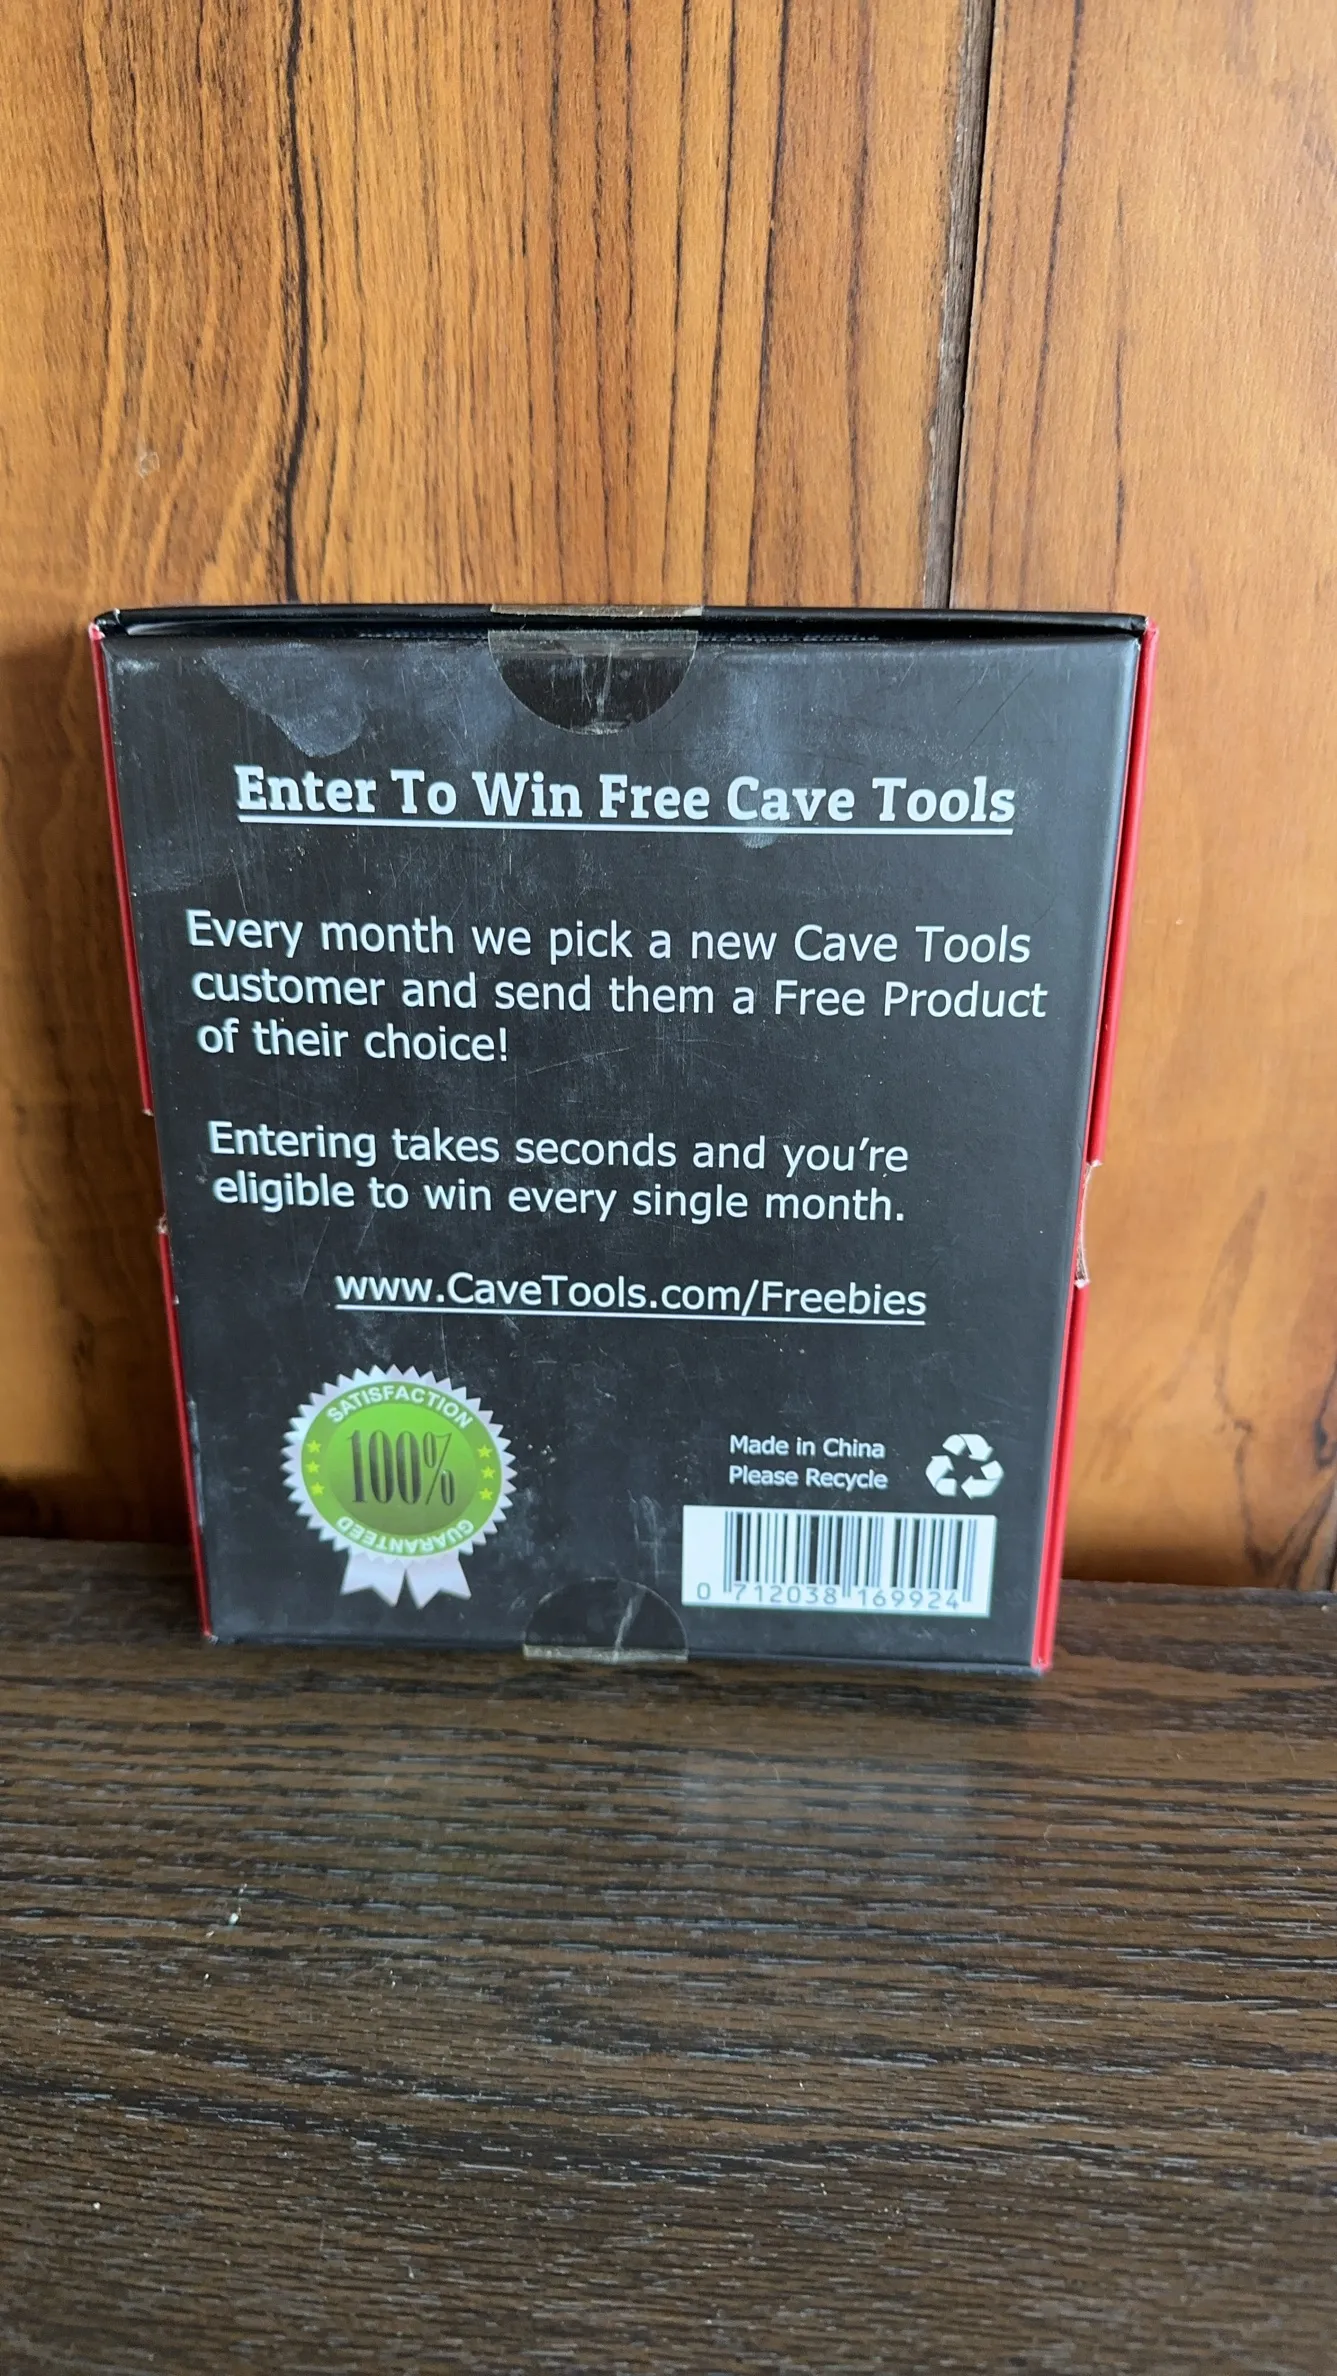 Enter To Win Free Cave Tools
Every month we pick a new Cave Tools
customer and send them a Free Product
of their choice!
Entering takes seconds and you're
eligible to win every single month.
www.CaveTools.com/Freebies
SATISFACTION
100%
GUARANTEED
Made in China
Please Recycle
0 712038 169924